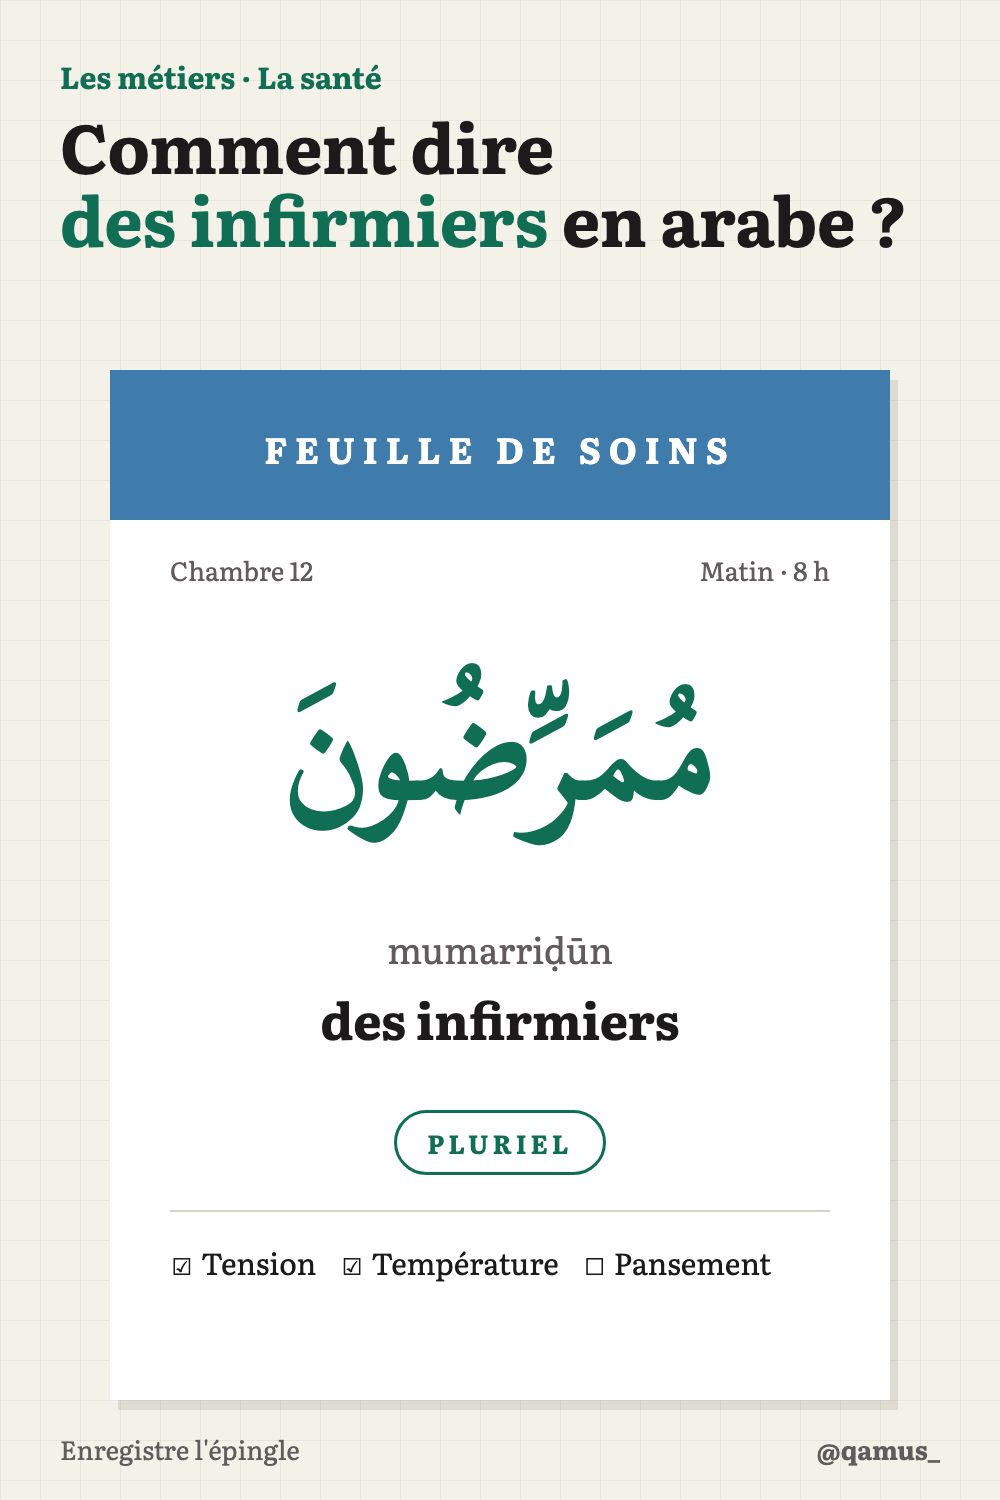 Les métiers · La santé
Comment dire
des infirmiers en arabe ?
FEUILLE DE SOINS
Chambre 12 Matin · 8 h
مُمَرِّضُونَ
mumarriḍūn
des infirmiers
PLURIEL
☑ Tension ☑ Température ☐ Pansement
Enregistre l'épingle @qamus_